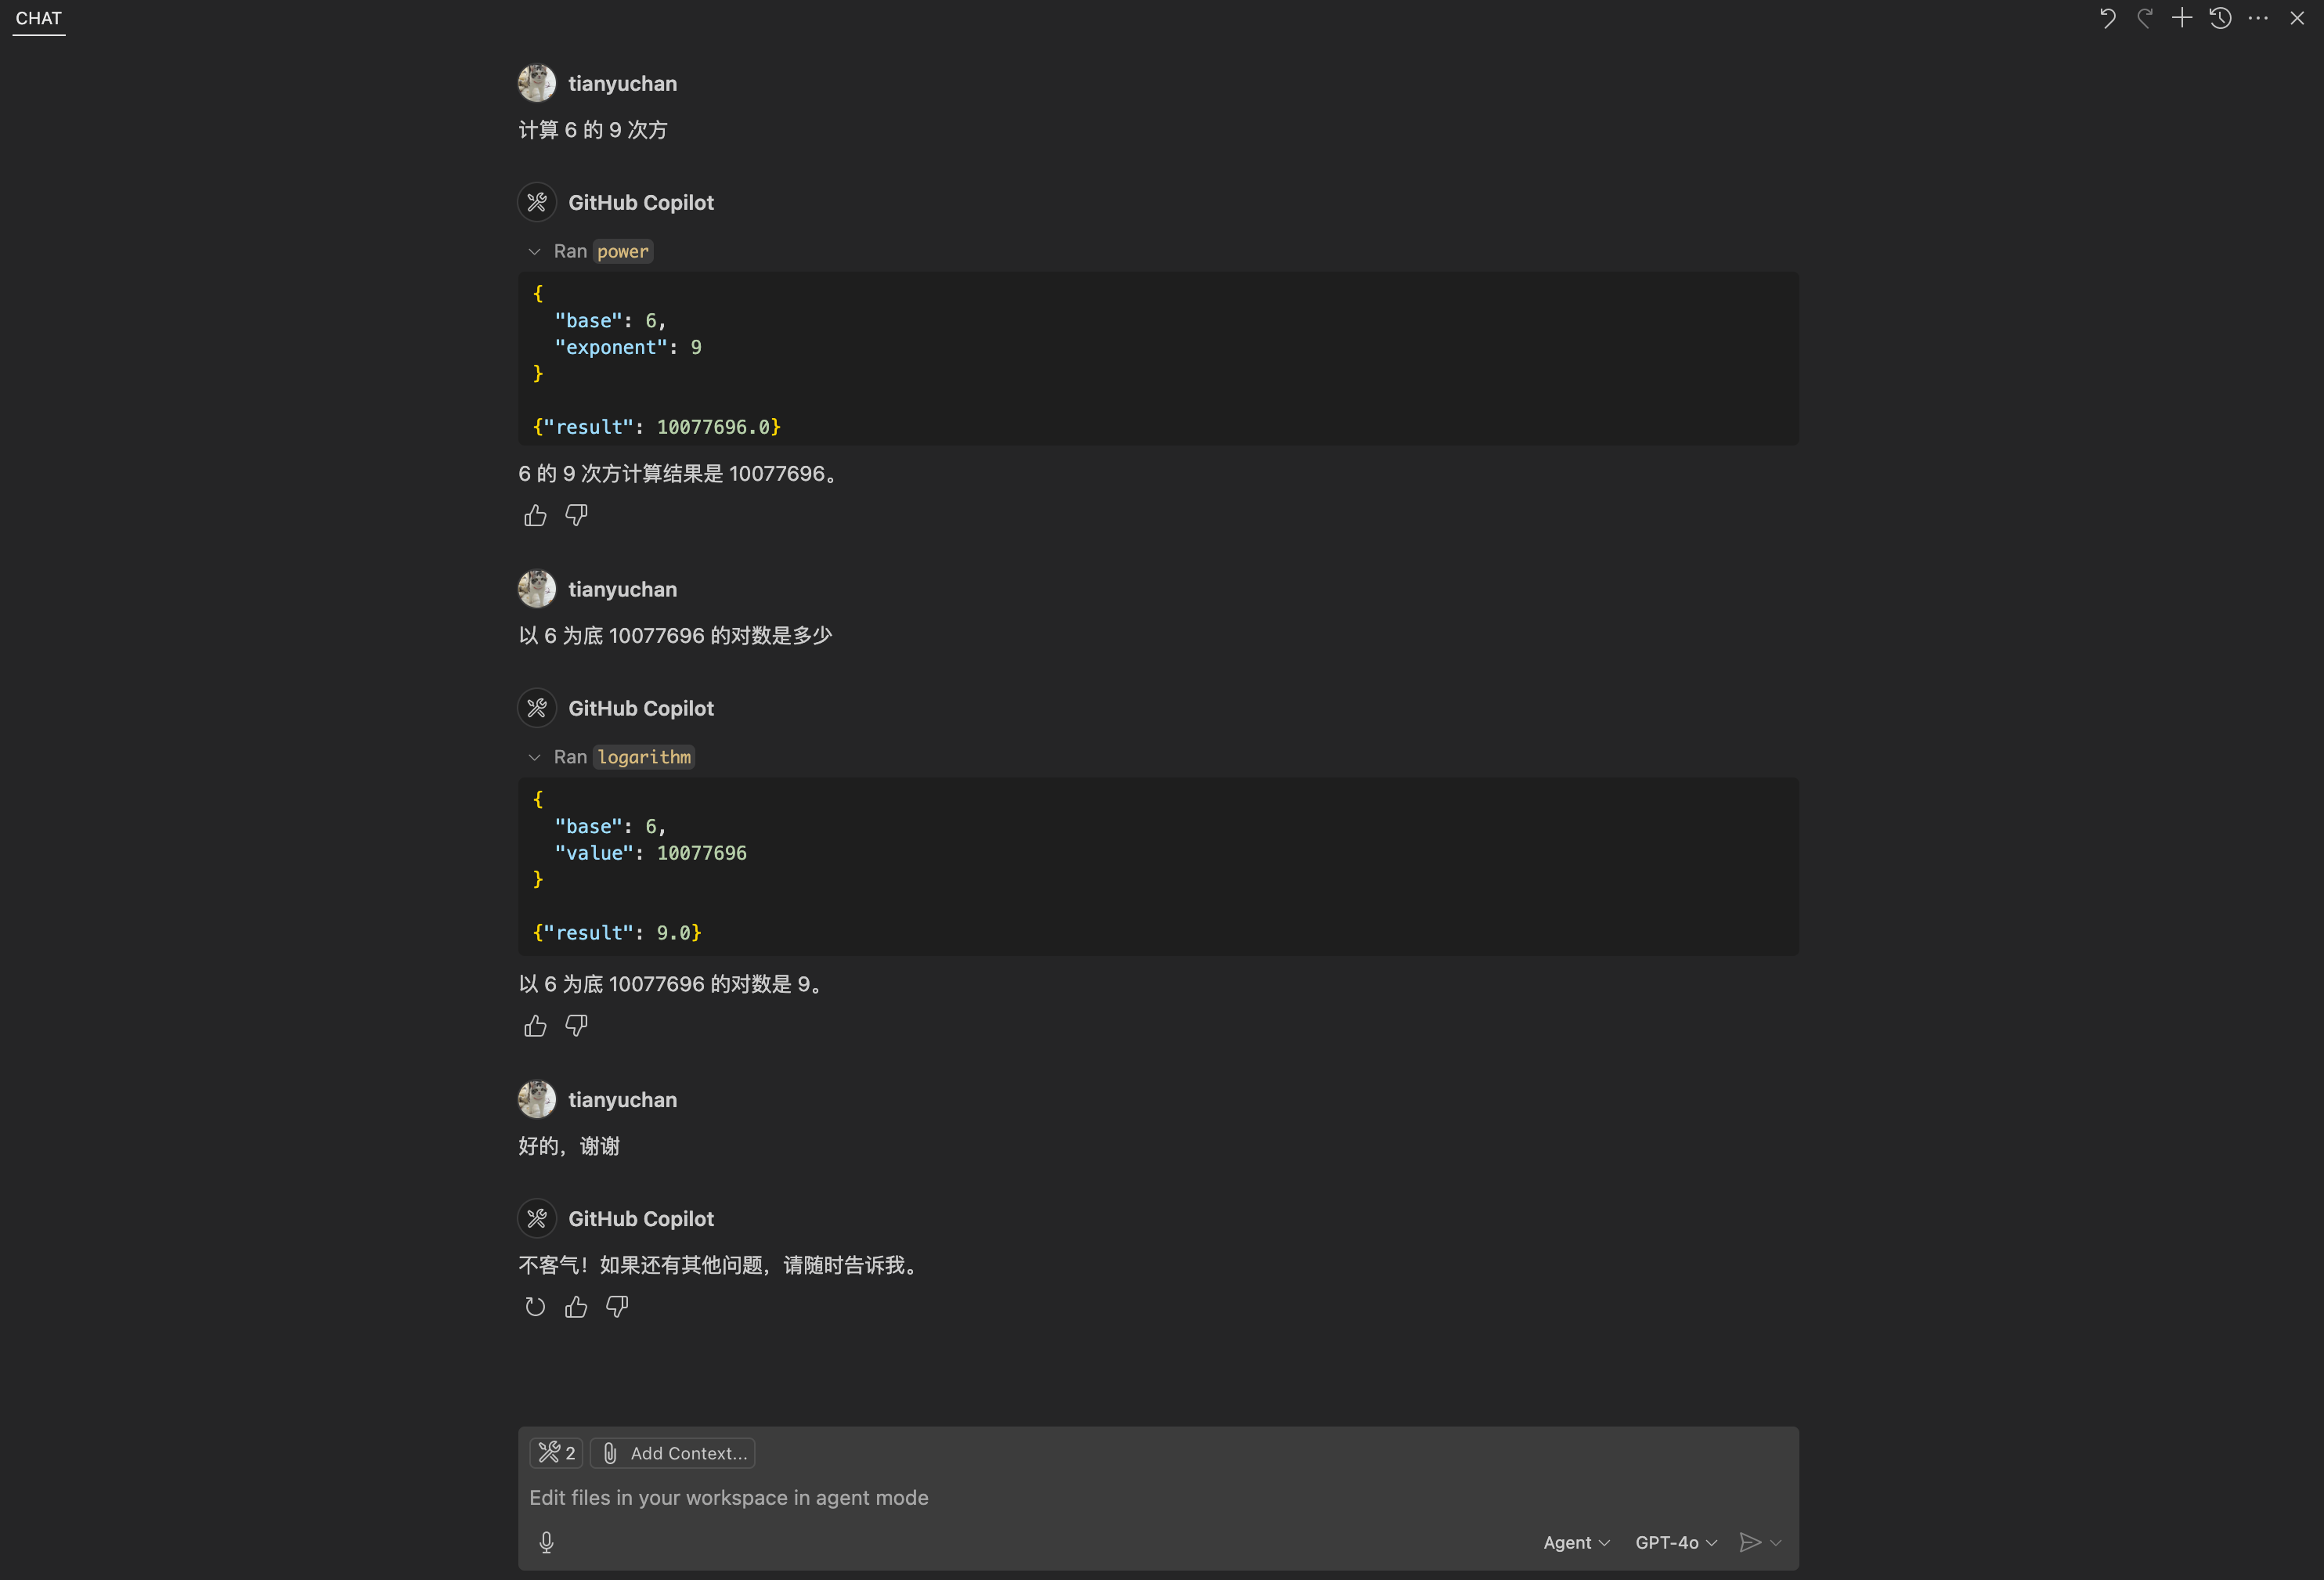 CHAT
tianyuchan
计算 6 的 9 次方
GitHub Copilot
Ran power
{
"base": 6,
"exponent": 9
}
{"result": 10077696.0}
6 的 9 次方计算结果是 10077696。
tianyuchan
以 6 为底 10077696 的对数是多少
GitHub Copilot
Ran logarithm
{
"base": 6,
"value": 10077696
}
{"result": 9.0}
以 6 为底 10077696 的对数是 9。
tianyuchan
好的，谢谢
GitHub Copilot
不客气！如果还有其他问题，请随时告诉我。
2 Add Context...
Edit files in your workspace in agent mode
Agent GPT-4o